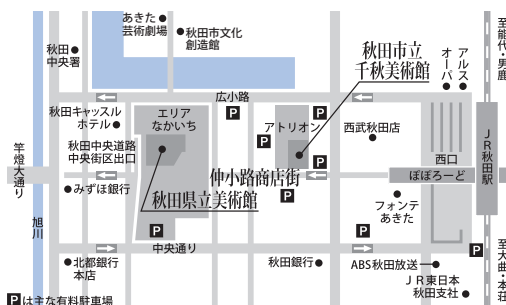 あきた
芸術劇場
秋田市文化
創造館
秋田
中央署
秋田市立
千秋美術館
アルス
オーパ
至能代・男鹿
広小路
秋田キャッスル
ホテル
エリア
なかいち
P
P
P
アトリオン
西武秋田店
秋田中央道路
中央街区出口
P
西口
JR秋田駅
竿燈大通り
仲小路商店街
ぽぽろーど
みずほ銀行
秋田県立美術館
P
フォンテ
あきた
旭川
P
中央通り
P
P
至大曲・本荘
北都銀行
本店
秋田銀行
ABS秋田放送
JR東日本
秋田支社
Pは主な有料駐車場